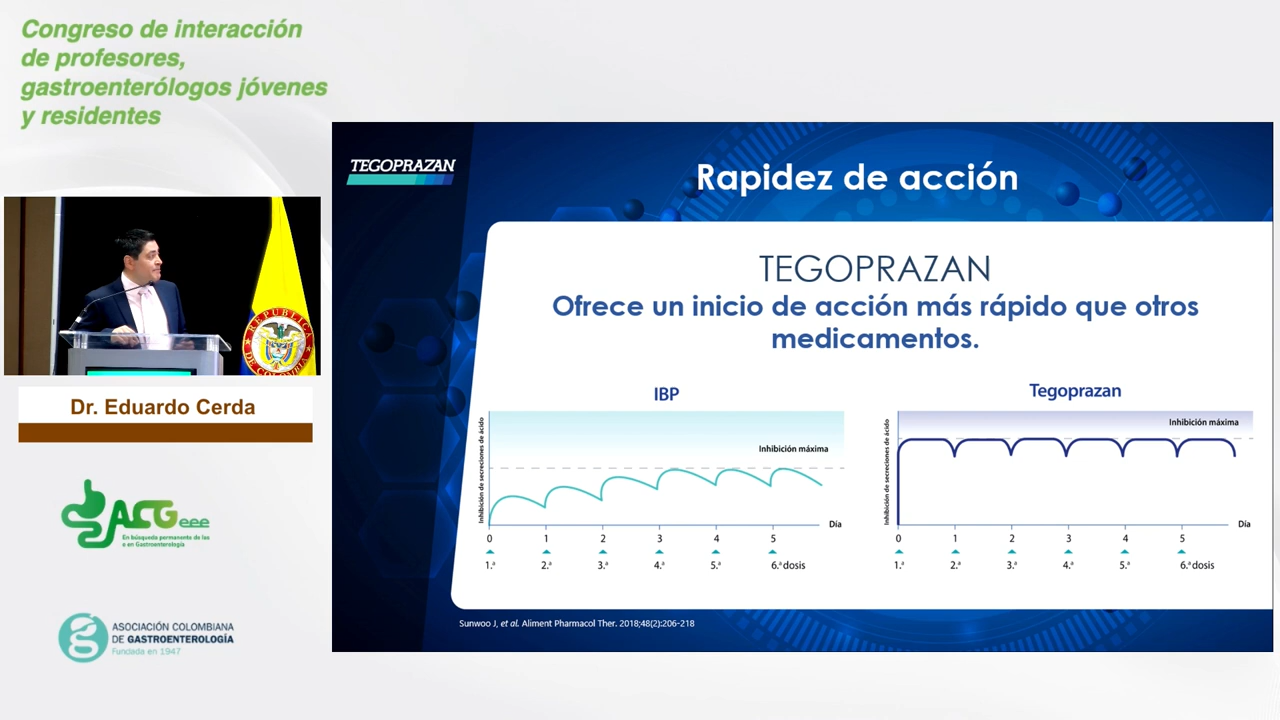 Congreso de interacción
de profesores,
gastroenterólogos jóvenes
y residentes
TEGOPRAZAN
Rapidez de acción
TEGOPRAZAN
Ofrece un inicio de acción más rápido que otros
medicamentos.
IBP
Inhibición de secreciones de ácido
Inhibición máxima
Día
0 1 2 3 4 5
1.ª 2.ª 3.ª 4.ª 5.ª 6.ª dosis
Tegoprazan
Inhibición de secreciones de ácido
Inhibición máxima
Día
0 1 2 3 4 5
1.ª 2.ª 3.ª 4.ª 5.ª 6.ª dosis
Sunwoo J, et al. Aliment Pharmacol Ther. 2018;48(2):206-218
REPÚBLICA
DE COLOMBIA
Dr. Eduardo Cerda
ACGeee
En búsqueda permanente de las
e en Gastroenterología
ASOCIACIÓN COLOMBIANA
DE GASTROENTEROLOGÍA
Fundada en 1947